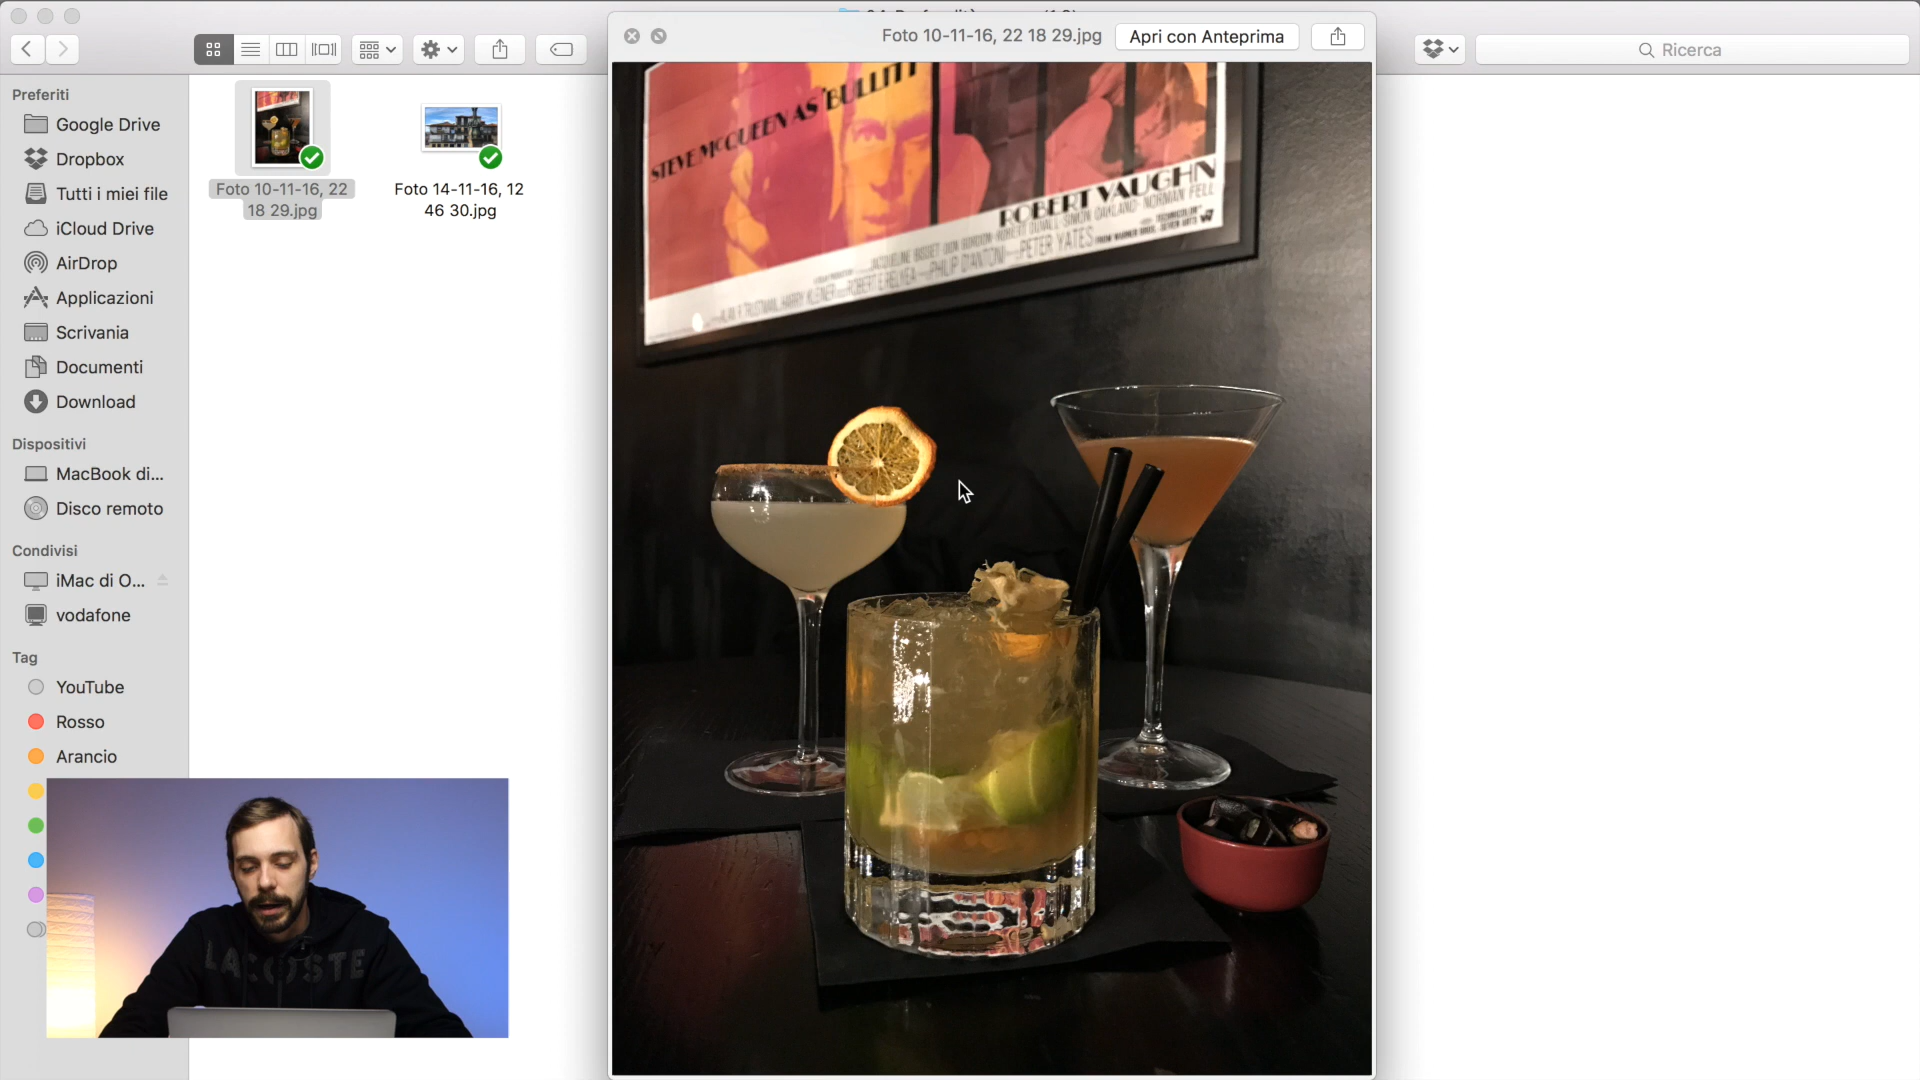 Foto 10-11-16, 22 18 29.jpg
Apri con Anteprima
Ricerca
Preferiti
Google Drive
Dropbox
Tutti i miei file
iCloud Drive
AirDrop
Applicazioni
Scrivania
Documenti
Download
Dispositivi
MacBook di...
Disco remoto
Condivisi
iMac di O...
vodafone
Tag
YouTube
Rosso
Arancio
Foto 10-11-16, 22
18 29.jpg
Foto 14-11-16, 12
46 30.jpg
STEVE McQUEEN AS 'BULLITT'
ROBERT VAUGHN
PETER YATES
PHILIP D'ANTONI
LACOSTE